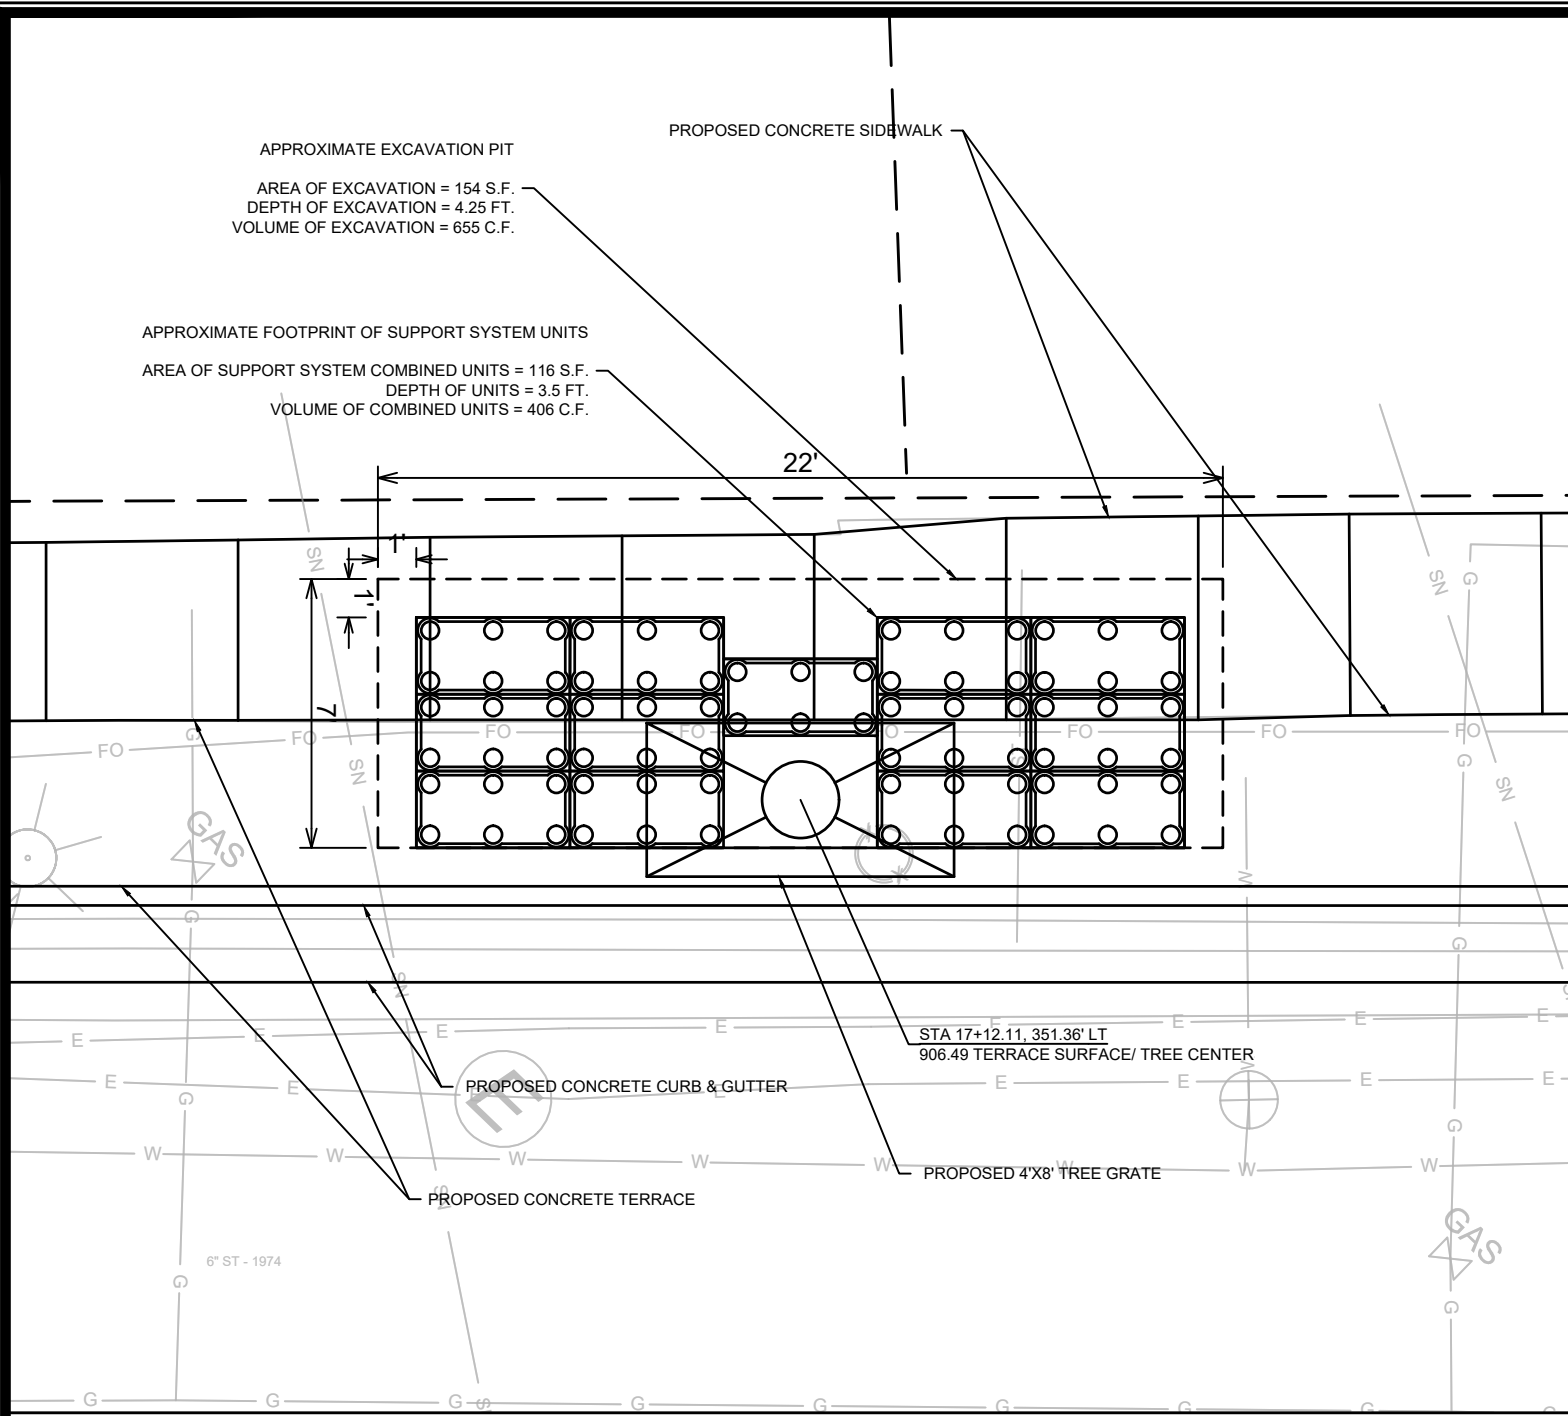 PROPOSED CONCRETE SIDEWALK
APPROXIMATE EXCAVATION PIT
AREA OF EXCAVATION = 154 S.F.
DEPTH OF EXCAVATION = 4.25 FT.
VOLUME OF EXCAVATION = 655 C.F.
APPROXIMATE FOOTPRINT OF SUPPORT SYSTEM UNITS
AREA OF SUPPORT SYSTEM COMBINED UNITS = 116 S.F.
DEPTH OF UNITS = 3.5 FT.
VOLUME OF COMBINED UNITS = 406 C.F.
22'
1'
1'
7'
SN
SN
G
G
FO
FO
FO
FO
FO
FO
FO
FO
G
SN
SN
GAS
G
W
G
SN
E
E
E
E
E
E
E
E
STA 17+12.11, 351.36' LT
906.49 TERRACE SURFACE/ TREE CENTER
W
E
E
E
E
E
E
E
PROPOSED CONCRETE CURB & GUTTER
E
G
G
W
W
W
W
W
W
W
W
PROPOSED 4'X8' TREE GRATE
PROPOSED CONCRETE TERRACE
SN
GAS
6" ST - 1974
G
G
G
G
G
G
G
G
G
G